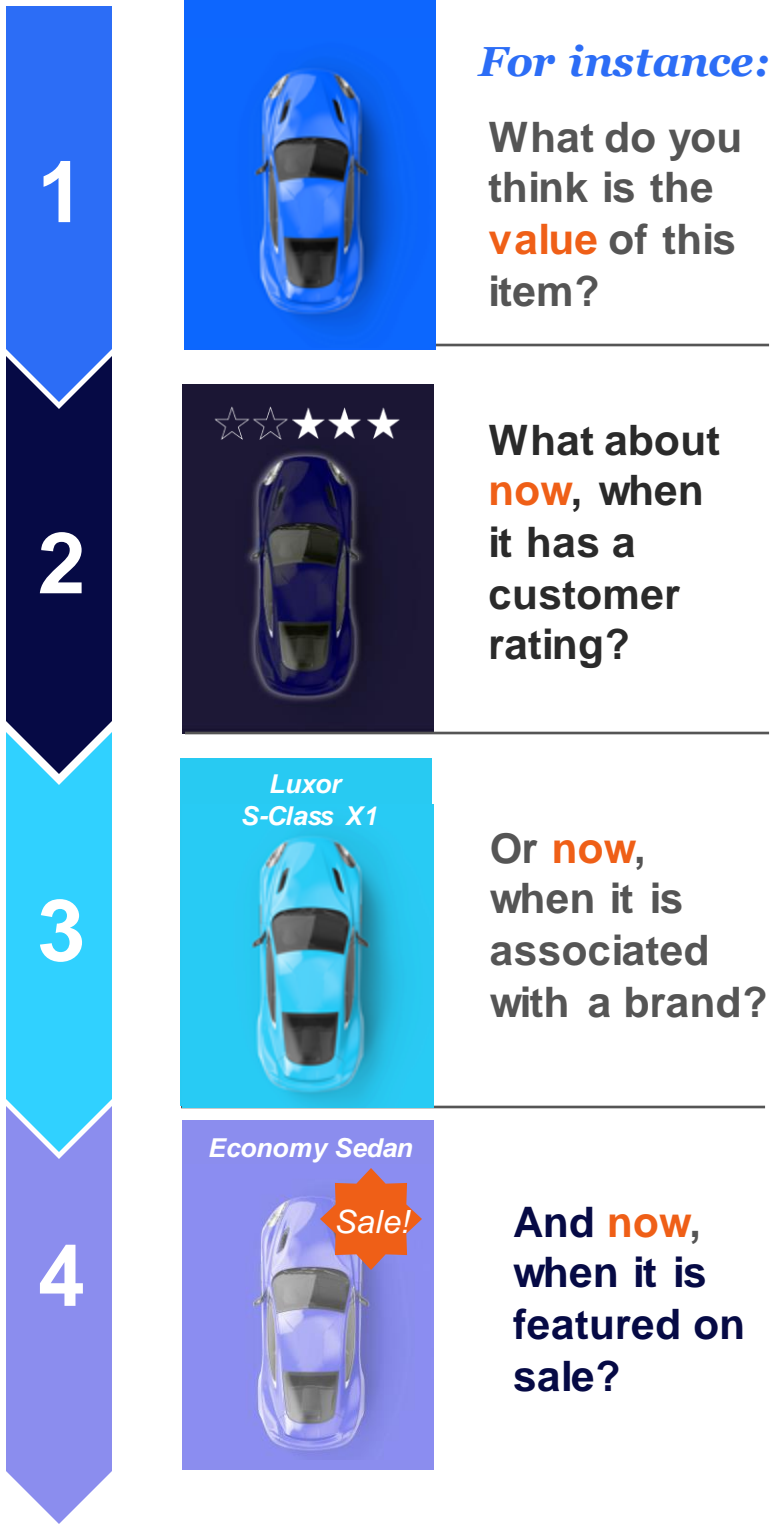 For instance:
1
What do you
think is the
value of this
item?
2
What about
now, when
it has a
customer
rating?
3
Luxor
S-Class X1
Or now,
when it is
associated
with a brand?
4
Economy Sedan
Sale!
And now,
when it is
featured on
sale?